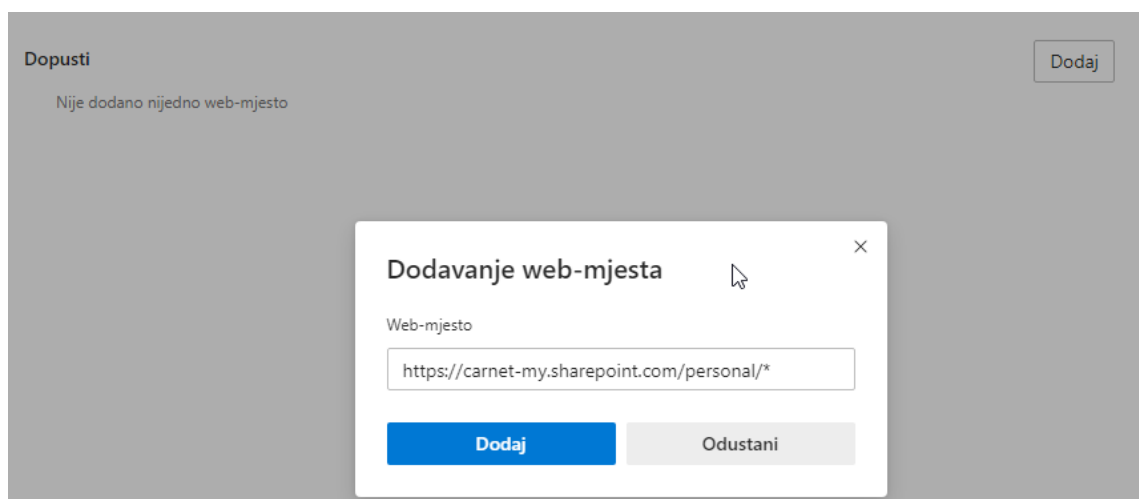 Dopusti
Dodaj
Nije dodano nijedno web-mjesto
Dodavanje web-mjesta
Web-mjesto
https://carnet-my.sharepoint.com/personal/*
Dodaj
Odustani